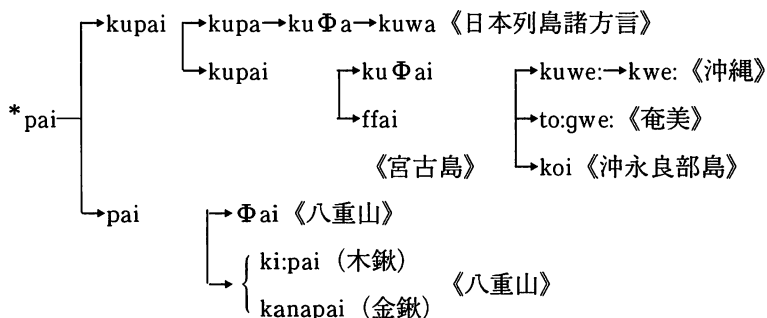 kupai kupa→kuΦa→kuwa《日本列島諸方言》
kupai kuΦai kuwe:→kwe:《沖縄》
*pai ffai to:gwe:《奄美》
《宮古島》 koi《沖永良部島》
pai Φai《八重山》
ki:pai（木鍬）
《八重山》
kanapai（金鍬）